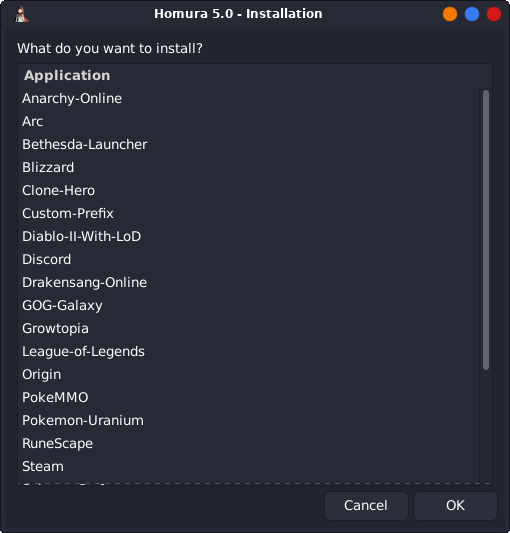 Homura 5.0 - Installation
What do you want to install?
Application
Anarchy-Online
Arc
Bethesda-Launcher
Blizzard
Clone-Hero
Custom-Prefix
Diablo-II-With-LoD
Discord
Drakensang-Online
GOG-Galaxy
Growtopia
League-of-Legends
Origin
PokeMMO
Pokemon-Uranium
RuneScape
Steam
Cancel
OK